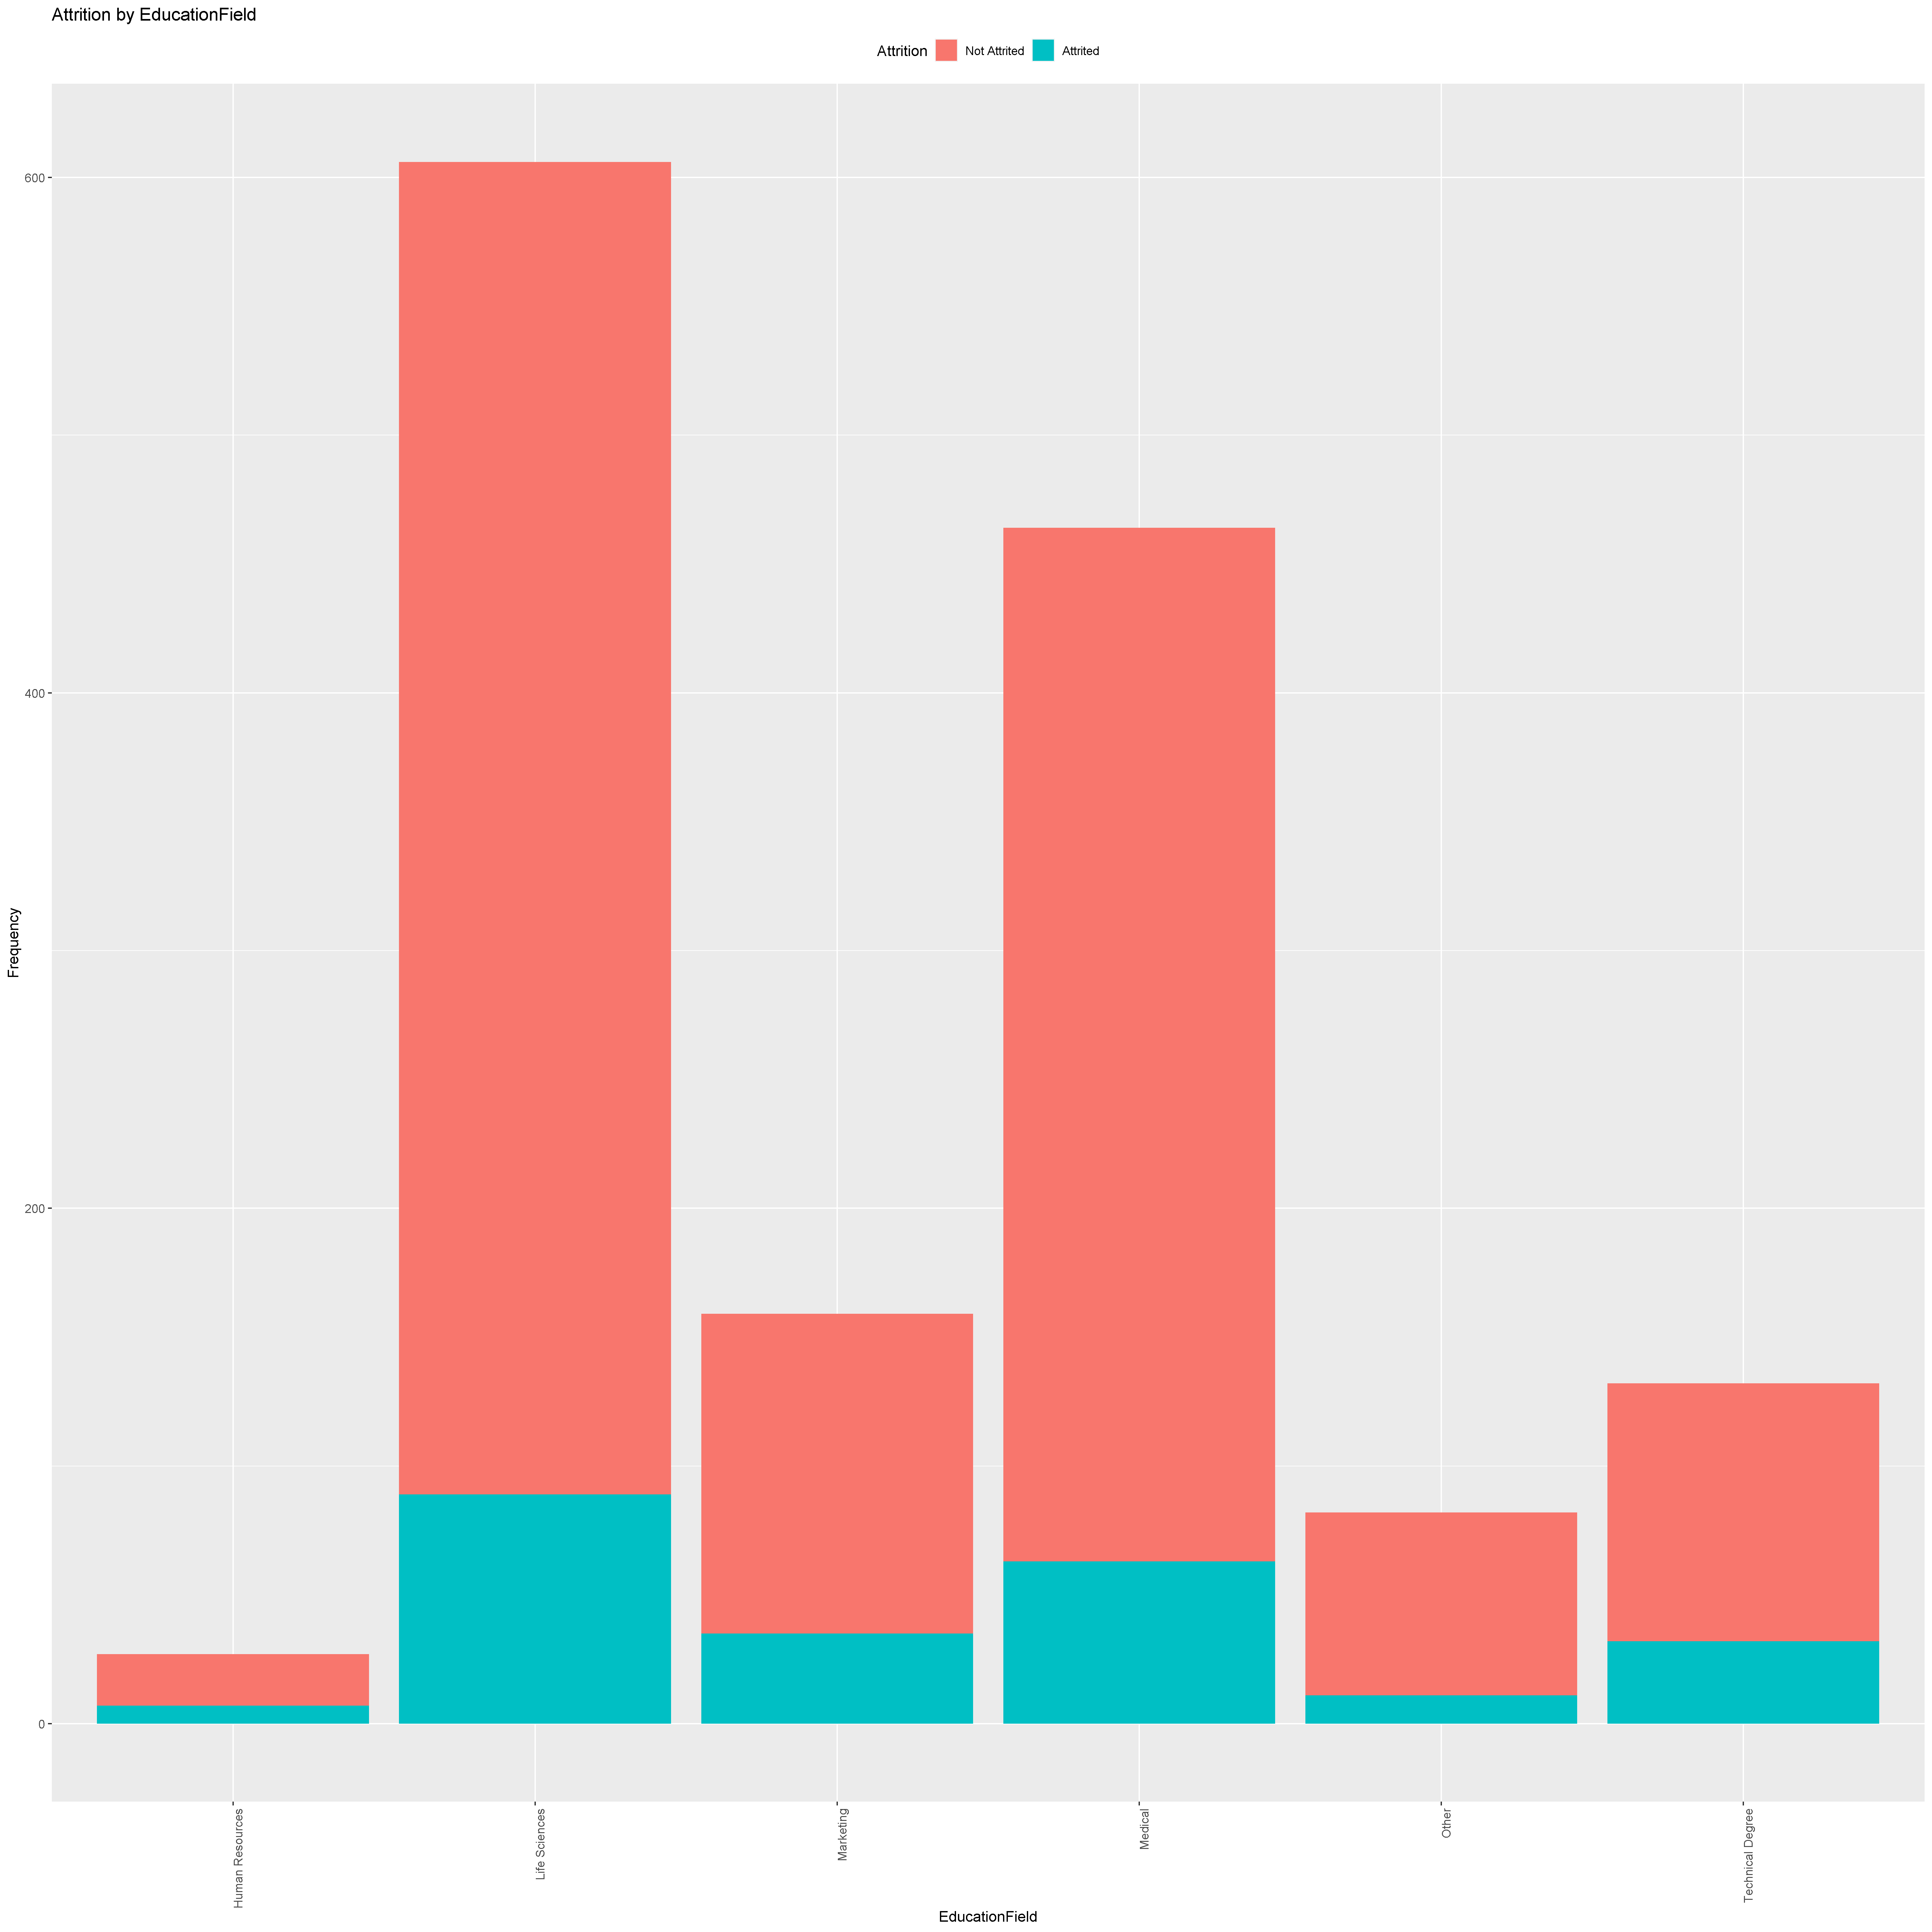 Attrition by EducationField
Attrition Not Attrited Attrited
Frequency
600
400
200
0
Human Resources
Life Sciences
Marketing
Medical
Other
Technical Degree
EducationField